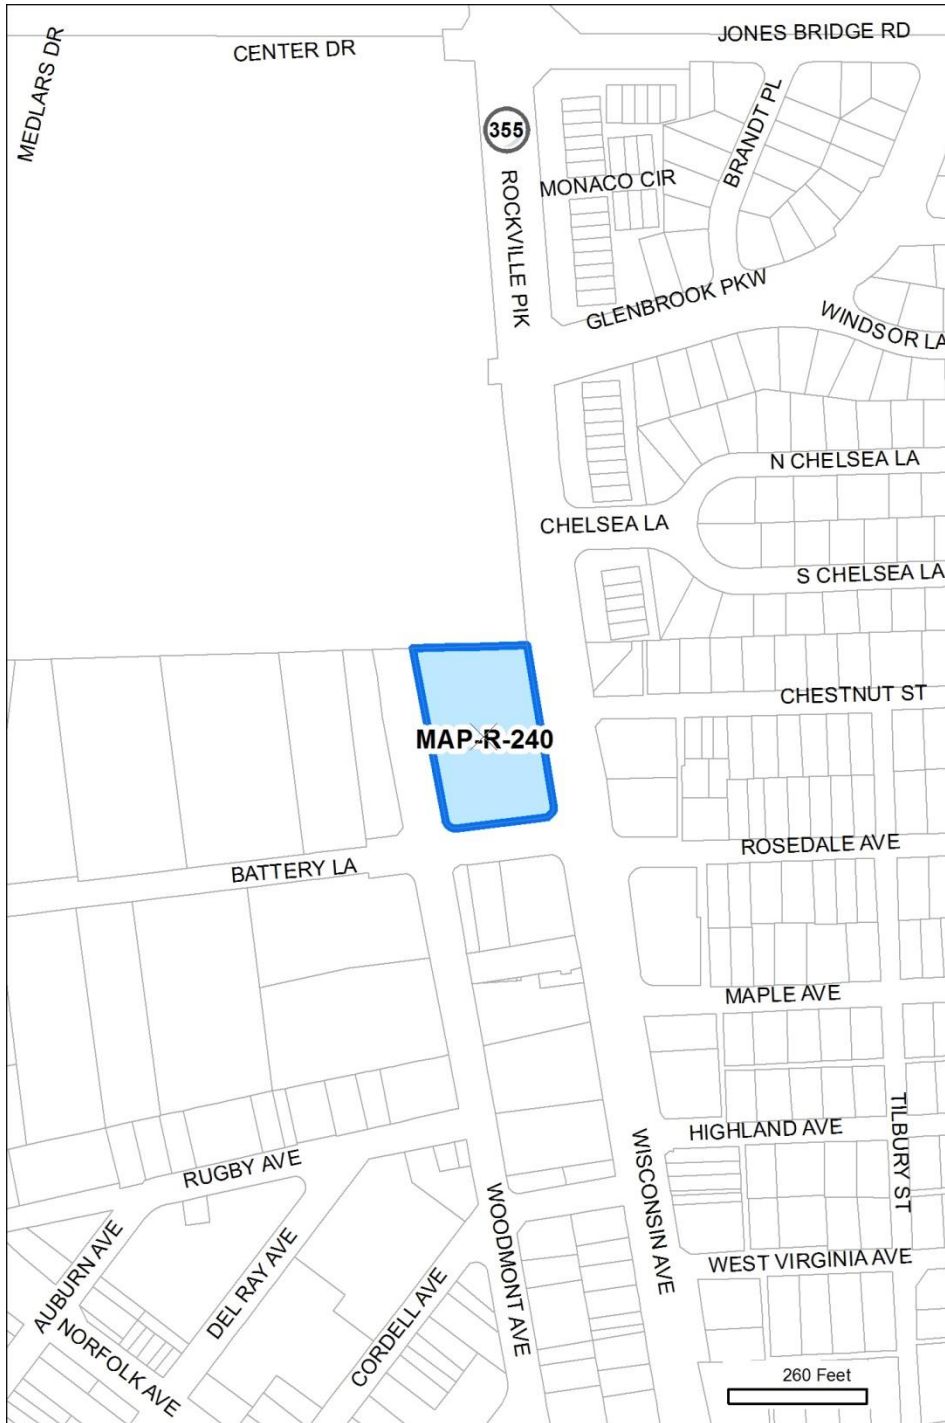 JONES BRIDGE RD
CENTER DR
MEDLARS DR
355
BRANDT PL
MONACO CIR
ROCKVILLE PIK
GLENBROOK PKW
WINDSOR LA
N CHELSEA LA
CHELSEA LA
S CHELSEA LA
CHESTNUT ST
MAP-R-240
ROSEDALE AVE
BATTERY LA
MAPLE AVE
HIGHLAND AVE
TILBURY ST
RUGBY AVE
WISCONSIN AVE
WOODMONT AVE
WEST VIRGINIA AVE
AUBURN AVE
DEL RAY AVE
CORDELL AVE
NORFOLK AVE
260 Feet